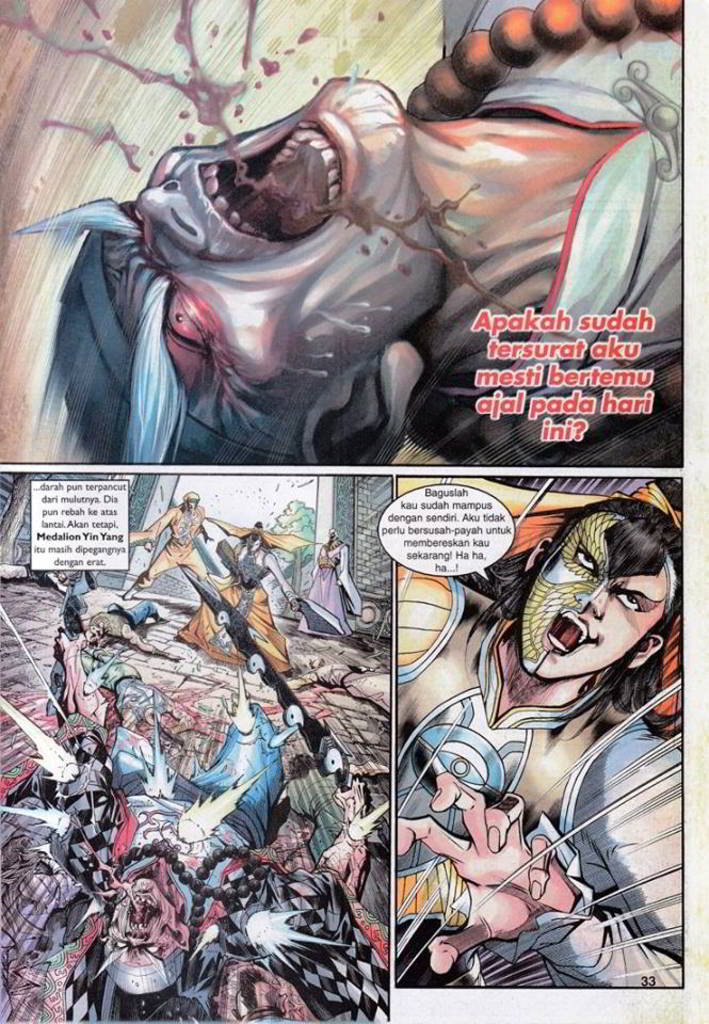 Apakah sudah
tersurat aku
mesti bertemu
ajal pada hari
ini?
...darah pun terpancut
dari mulutnya. Dia
pun rebah ke atas
lantai. Akan tetapi,
Medalion Yin Yang
itu masih dipegangnya
dengan erat.
Baguslah
kau sudah mampus
dengan sendiri. Aku tidak
perlu bersusah-payah untuk
membereskan kau
sekarang! Ha ha,
ha...!
33